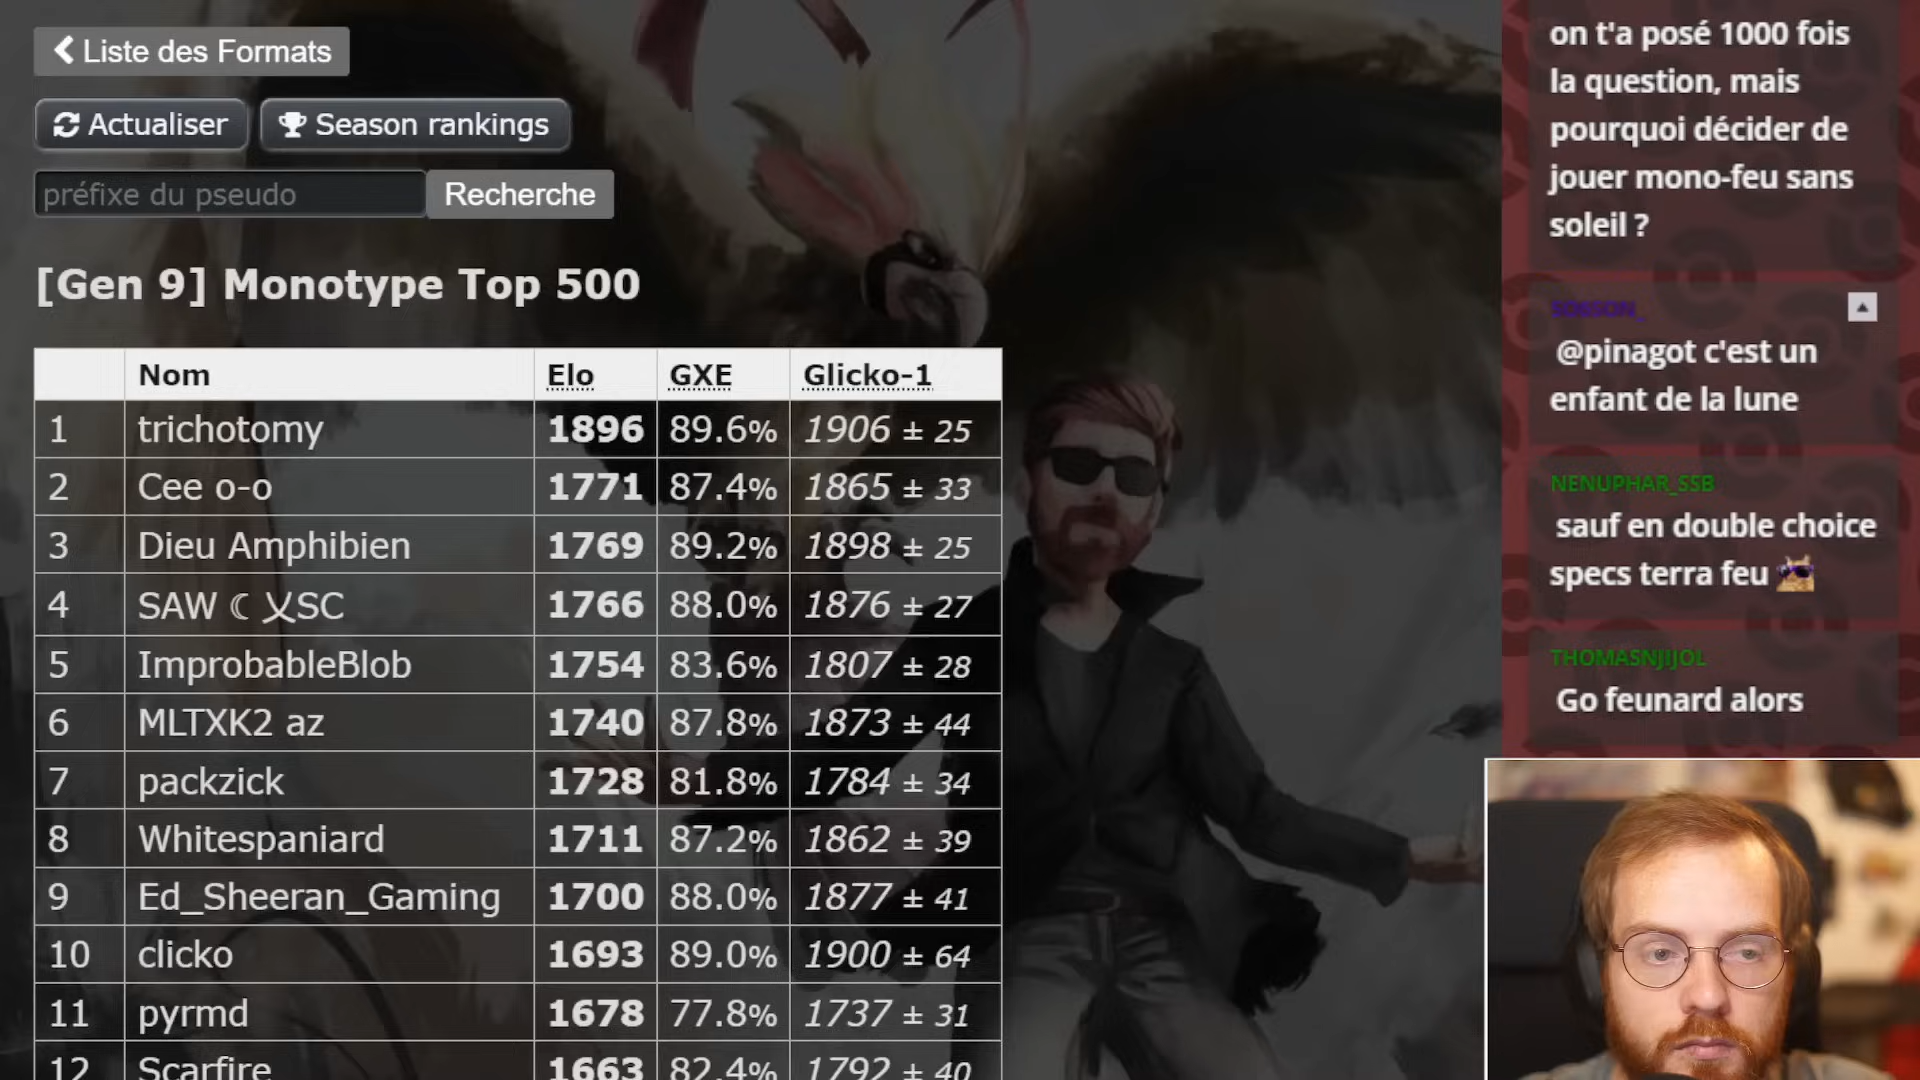 Liste des Formats
Actualiser
Season rankings
préfixe du pseudo
Recherche
[Gen 9] Monotype Top 500
Nom Elo GXE Glicko-1
1 trichotomy 1896 89.6% 1906 ± 25
2 Cee o-o 1771 87.4% 1865 ± 33
3 Dieu Amphibien 1769 89.2% 1898 ± 25
4 SAW ☾乂SC 1766 88.0% 1876 ± 27
5 ImprobableBlob 1754 83.6% 1807 ± 28
6 MLTXK2 az 1740 87.8% 1873 ± 44
7 packzick 1728 81.8% 1784 ± 34
8 Whitespaniard 1711 87.2% 1862 ± 39
9 Ed_Sheeran_Gaming 1700 88.0% 1877 ± 41
10 clicko 1693 89.0% 1900 ± 64
11 pyrmd 1678 77.8% 1737 ± 31
12 Scarfire 1663 82.4% 1792 ± 40
on t'a posé 1000 fois
la question, mais
pourquoi décider de
jouer mono-feu sans
soleil ?
@pinagot c'est un
enfant de la lune
NENUPHAR_SSB
sauf en double choice
specs terra feu
THOMASNJIJOL
Go feunard alors